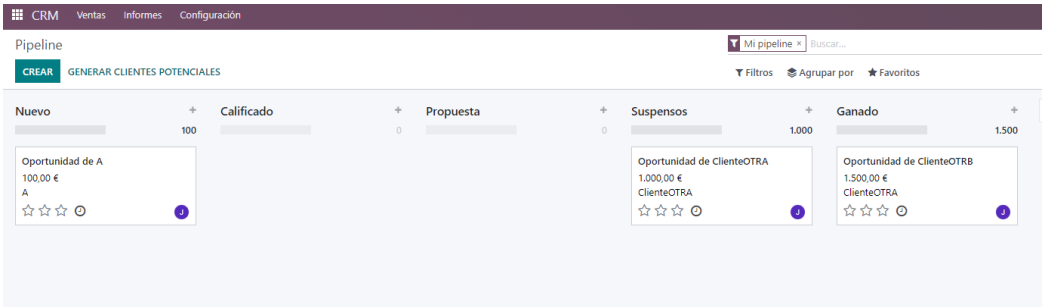 CRM Ventas Informes Configuración
Pipeline
Mi pipeline × Buscar...
CREAR GENERAR CLIENTES POTENCIALES
Filtros Agrupar por Favoritos
Nuevo + Calificado + Propuesta + Suspensos + Ganado +
100 0 0 1.000 1.500
Oportunidad de A
100,00 €
A
J
Oportunidad de ClienteOTRA
1.000,00 €
ClienteOTRA
J
Oportunidad de ClienteOTRB
1.500,00 €
ClienteOTRA
J